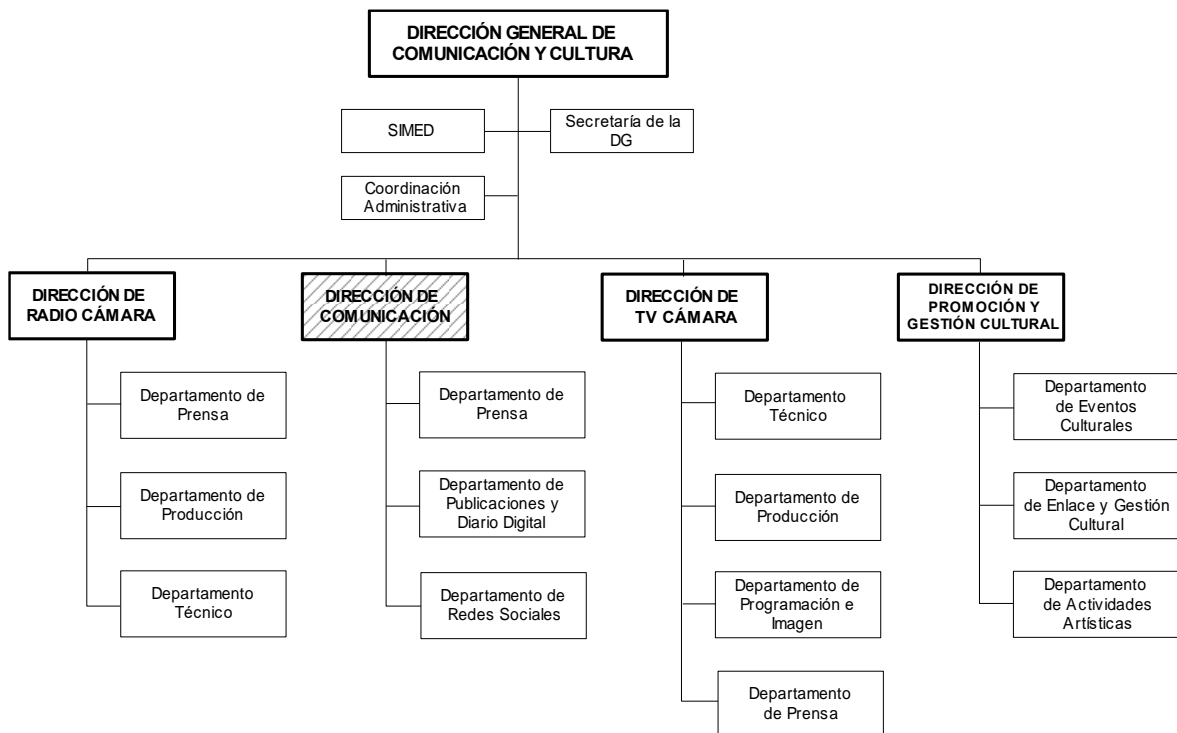 DIRECCIÓN GENERAL DE
COMUNICACIÓN Y CULTURA
SIMED
Secretaría de la
DG
Coordinación
Administrativa
DIRECCIÓN DE
RADIO CÁMARA
Departamento de
Prensa
Departamento de
Producción
Departamento
Técnico
DIRECCIÓN DE
COMUNICACIÓN
Departamento de
Prensa
Departamento de
Publicaciones y
Diario Digital
Departamento de
Redes Sociales
DIRECCIÓN DE
TV CÁMARA
Departamento
Técnico
Departamento de
Producción
Departamento de
Programación e
Imagen
Departamento
de Prensa
DIRECCIÓN DE
PROMOCIÓN Y
GESTIÓN CULTURAL
Departamento
de Eventos
Culturales
Departamento
de Enlace y Gestión
Cultural
Departamento
de Actividades
Artísticas